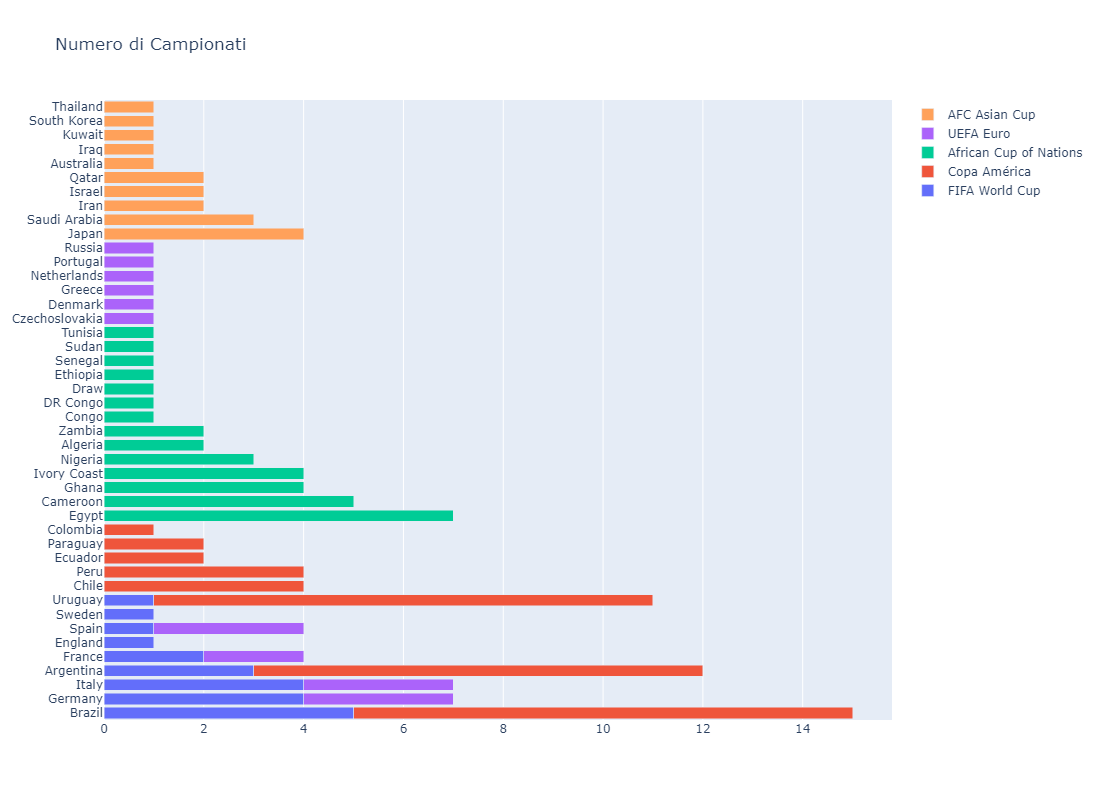 Numero di Campionati
Thailand
South Korea
Kuwait
Iraq
Australia
Qatar
Israel
Iran
Saudi Arabia
Japan
Russia
Portugal
Netherlands
Greece
Denmark
Czechoslovakia
Tunisia
Sudan
Senegal
Ethiopia
Draw
DR Congo
Congo
Zambia
Algeria
Nigeria
Ivory Coast
Ghana
Cameroon
Egypt
Colombia
Paraguay
Ecuador
Peru
Chile
Uruguay
Sweden
Spain
England
France
Argentina
Italy
Germany
Brazil
0 2 4 6 8 10 12 14
AFC Asian Cup
UEFA Euro
African Cup of Nations
Copa América
FIFA World Cup